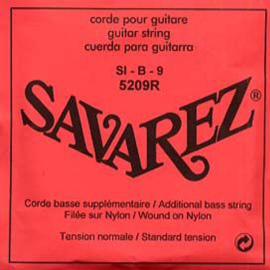 corde pour guitare
guitar string
cuerda para guitarra
SI - B - 9
5209R
SAVAREZ®
Corde basse supplémentaire / Additional bass string
Filée sur Nylon / Wound on Nylon
Tension normale / Standard tension